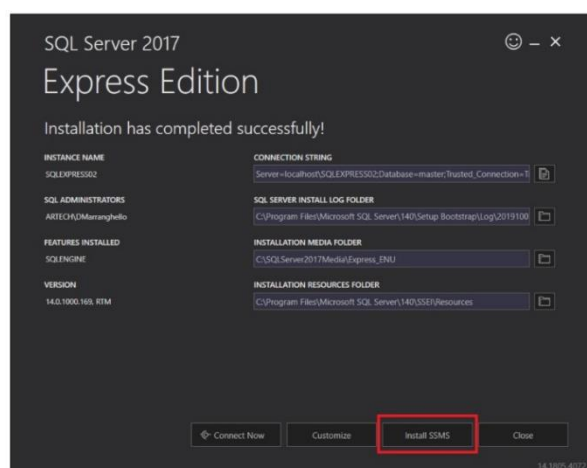 SQL Server 2017
Express Edition
Installation has completed successfully!
INSTANCE NAME
SQLEXPRESS02
CONNECTION STRING
Server=localhost\SQLEXPRESS02;Database=master;Trusted_Connection=T
SQL ADMINISTRATORS
ARTECH\DMarranghello
SQL SERVER INSTALL LOG FOLDER
C:\Program Files\Microsoft SQL Server\140\Setup Bootstrap\Log\2019100
FEATURES INSTALLED
SQLENGINE
INSTALLATION MEDIA FOLDER
C:\SQLServer2017Media\Express_ENU
VERSION
14.0.1000.169, RTM
INSTALLATION RESOURCES FOLDER
C:\Program Files\Microsoft SQL Server\140\SSEI\Resources
Connect Now
Customize
Install SSMS
Close